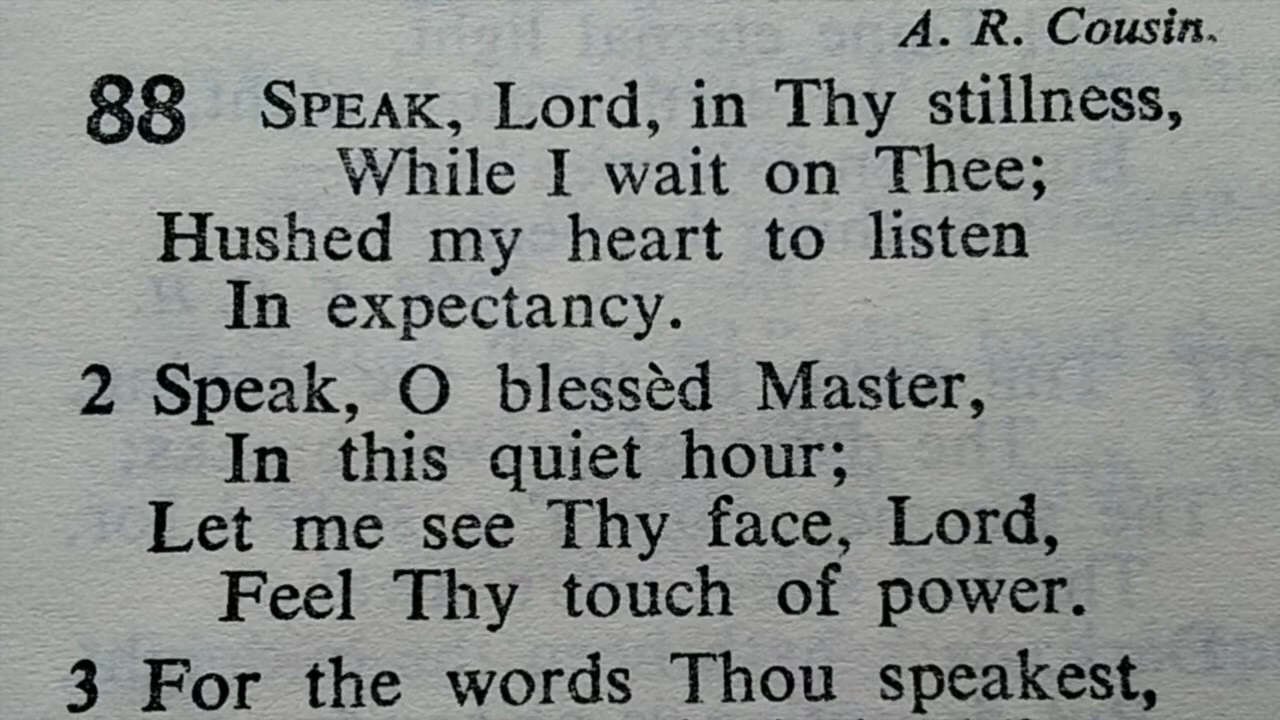 A. R. Cousin.
88 SPEAK, Lord, in Thy stillness,
While I wait on Thee;
Hushed my heart to listen
In expectancy.
2 Speak, O blessèd Master,
In this quiet hour;
Let me see Thy face, Lord,
Feel Thy touch of power.
3 For the words Thou speakest,